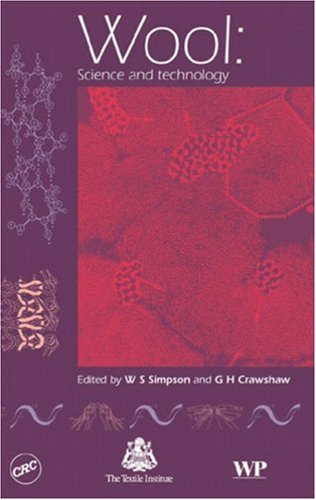 Wool:
Science and technology
Edited by W S Simpson and G H Crawshaw
CRC
The Textile Institute
WP